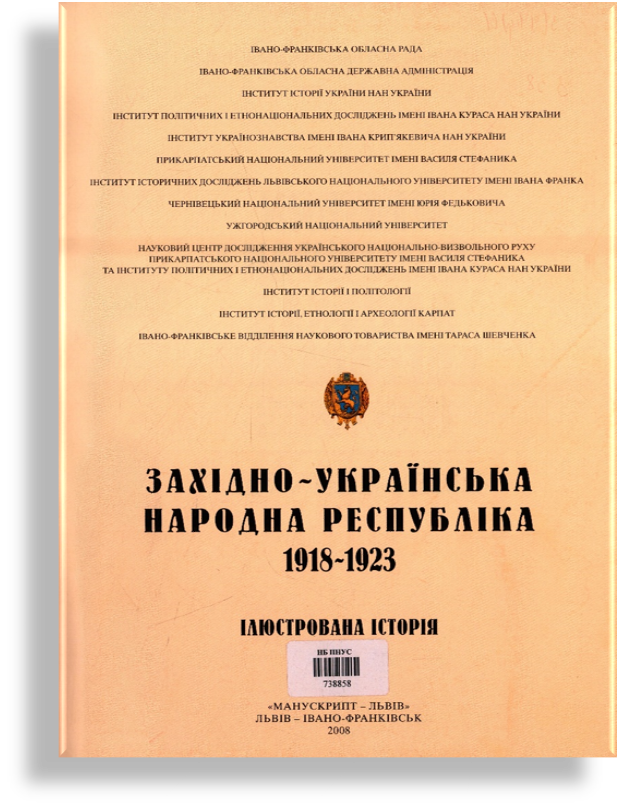 ІВАНО-ФРАНКІВСЬКА ОБЛАСНА РАДА
ІВАНО-ФРАНКІВСЬКА ОБЛАСНА ДЕРЖАВНА АДМІНІСТРАЦІЯ
ІНСТИТУТ ІСТОРІЇ УКРАЇНИ НАН УКРАЇНИ
ІНСТИТУТ ПОЛІТИЧНИХ І ЕТНОНАЦІОНАЛЬНИХ ДОСЛІДЖЕНЬ ІМЕНІ ІВАНА КУРАСА НАН УКРАЇНИ
ІНСТИТУТ УКРАЇНОЗНАВСТВА ІМЕНІ ІВАНА КРИП'ЯКЕВИЧА НАН УКРАЇНИ
ПРИКАРПАТСЬКИЙ НАЦІОНАЛЬНИЙ УНІВЕРСИТЕТ ІМЕНІ ВАСИЛЯ СТЕФАНИКА
ІНСТИТУТ ІСТОРИЧНИХ ДОСЛІДЖЕНЬ ЛЬВІВСЬКОГО НАЦІОНАЛЬНОГО УНІВЕРСИТЕТУ ІМЕНІ ІВАНА ФРАНКА
ЧЕРНІВЕЦЬКИЙ НАЦІОНАЛЬНИЙ УНІВЕРСИТЕТ ІМЕНІ ЮРІЯ ФЕДЬКОВИЧА
УЖГОРОДСЬКИЙ НАЦІОНАЛЬНИЙ УНІВЕРСИТЕТ
НАУКОВИЙ ЦЕНТР ДОСЛІДЖЕННЯ УКРАЇНСЬКОГО НАЦІОНАЛЬНО-ВИЗВОЛЬНОГО РУХУ
ПРИКАРПАТСЬКОГО НАЦІОНАЛЬНОГО УНІВЕРСИТЕТУ ІМЕНІ ВАСИЛЯ СТЕФАНИКА
ТА ІНСТИТУТУ ПОЛІТИЧНИХ І ЕТНОНАЦІОНАЛЬНИХ ДОСЛІДЖЕНЬ ІМЕНІ ІВАНА КУРАСА НАН УКРАЇНИ
ІНСТИТУТ ІСТОРІЇ І ПОЛІТОЛОГІЇ
ІНСТИТУТ ІСТОРІЇ, ЕТНОЛОГІЇ І АРХЕОЛОГІЇ КАРПАТ
ІВАНО-ФРАНКІВСЬКЕ ВІДДІЛЕННЯ НАУКОВОГО ТОВАРИСТВА ІМЕНІ ТАРАСА ШЕВЧЕНКА
ЗАХІДНО~УКРАЇНСЬКА
НАРОДНА РЕСПУБЛІКА
1918~1923
ІЛЮСТРОВАНА ІСТОРІЯ
НБ ПНУС
738858
«МАНУСКРИПТ – ЛЬВІВ»
ЛЬВІВ – ІВАНО-ФРАНКІВСЬК
2008